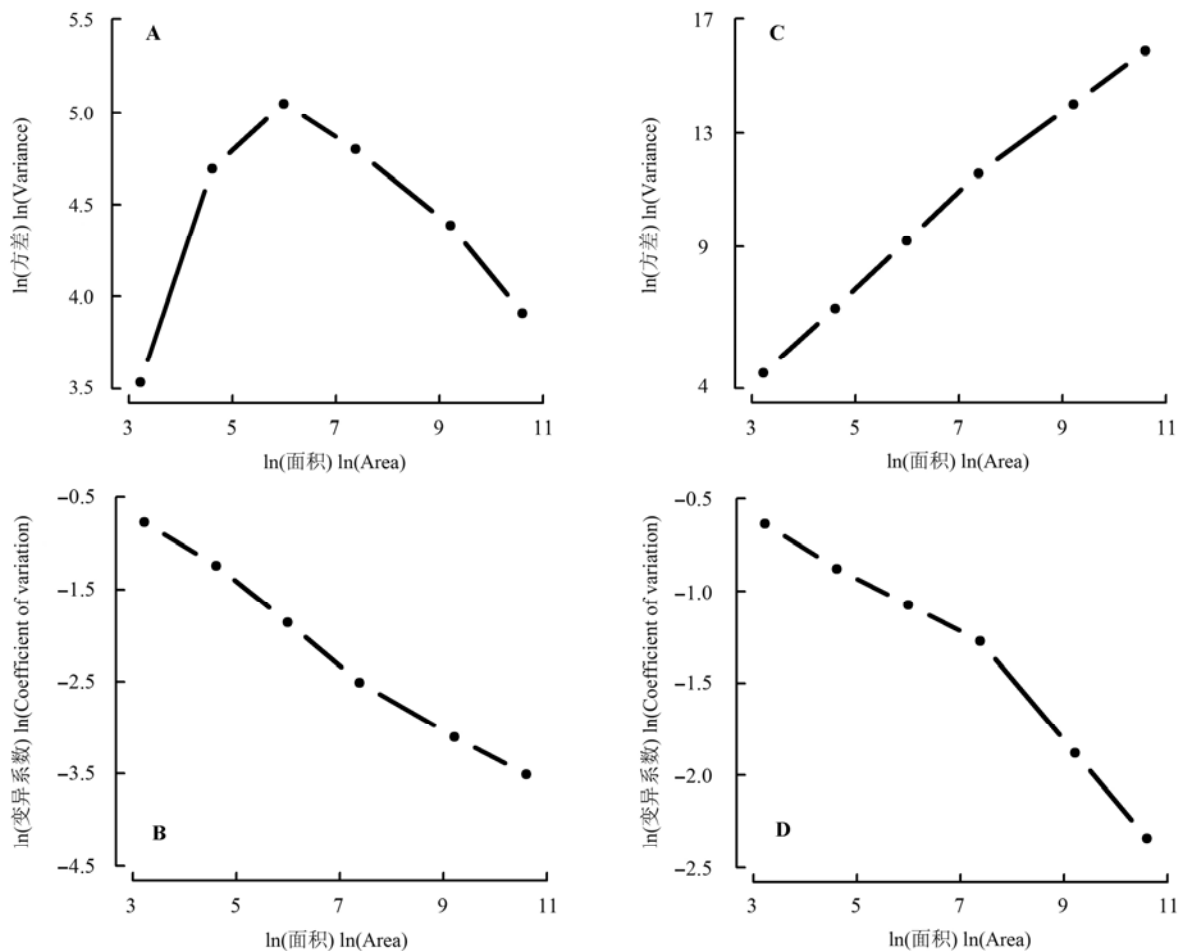 A
5.5
5.0
4.5
4.0
3.5
ln(方差) ln(Variance)
3 5 7 9 11
ln(面积) ln(Area)
C
17
13
9
4
ln(方差) ln(Variance)
3 5 7 9 11
ln(面积) ln(Area)
B
−0.5
−1.5
−2.5
−3.5
−4.5
ln(变异系数) ln(Coefficient of variation)
3 5 7 9 11
ln(面积) ln(Area)
D
−0.5
−1.0
−1.5
−2.0
−2.5
ln(变异系数) ln(Coefficient of variation)
3 5 7 9 11
ln(面积) ln(Area)